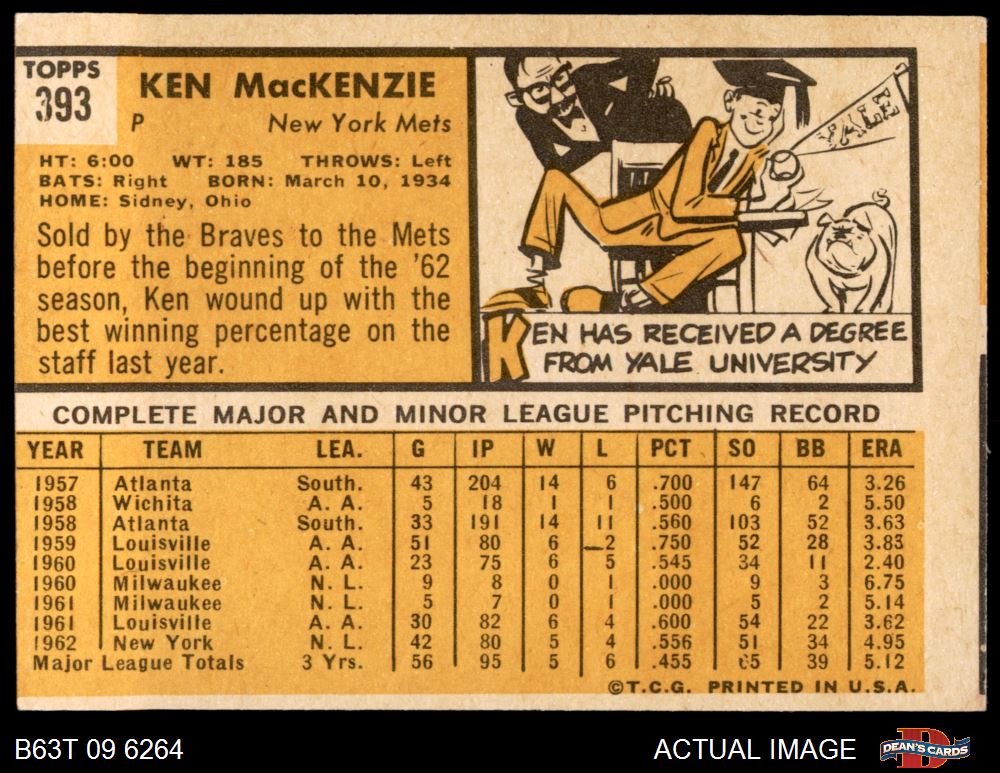 TOPPS
393
KEN MacKENZIE
P New York Mets
HT: 6:00 WT: 185 THROWS: Left
BATS: Right BORN: March 10, 1934
HOME: Sidney, Ohio
Sold by the Braves to the Mets
before the beginning of the '62
season, Ken wound up with the
best winning percentage on the
staff last year.
YALE
KEN HAS RECEIVED A DEGREE
FROM YALE UNIVERSITY
COMPLETE MAJOR AND MINOR LEAGUE PITCHING RECORD
YEAR TEAM LEA. G IP W L PCT SO BB ERA
1957 Atlanta South. 43 204 14 6 .700 147 64 3.26
1958 Wichita A. A. 5 18 1 1 .500 6 2 5.50
1958 Atlanta South. 33 191 14 11 .560 103 52 3.63
1959 Louisville A. A. 51 80 6 2 .750 52 28 3.83
1960 Louisville A. A. 23 75 6 5 .545 34 11 2.40
1960 Milwaukee N. L. 9 8 0 1 .000 9 3 6.75
1961 Milwaukee N. L. 5 7 0 1 .000 5 2 5.14
1961 Louisville A. A. 30 82 6 4 .600 54 22 3.62
1962 New York N. L. 42 80 5 4 .556 51 34 4.95
Major League Totals 3 Yrs. 56 95 5 6 .455 65 39 5.12
©T.C.G. PRINTED IN U.S.A.
B63T 09 6264 ACTUAL IMAGE DEAN'S CARDS